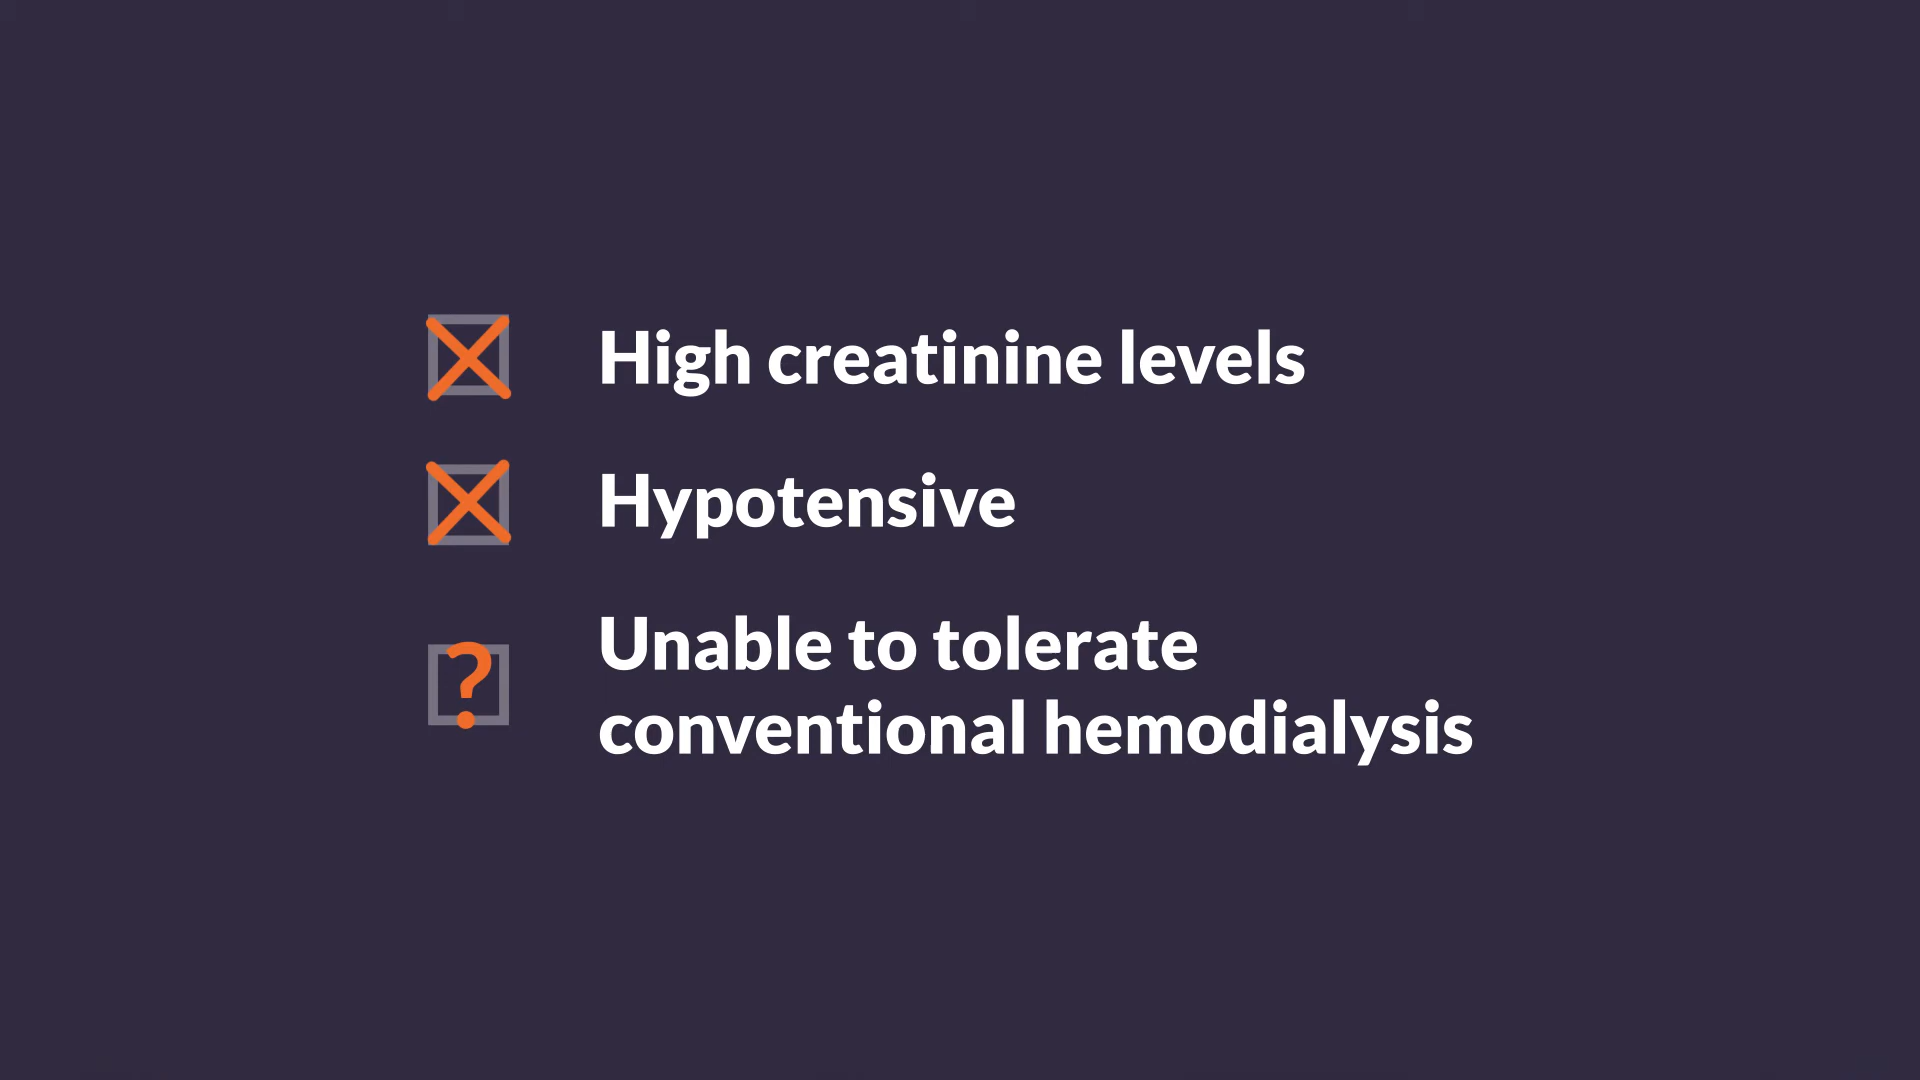 High creatinine levels
Hypotensive
?
Unable to tolerate
conventional hemodialysis